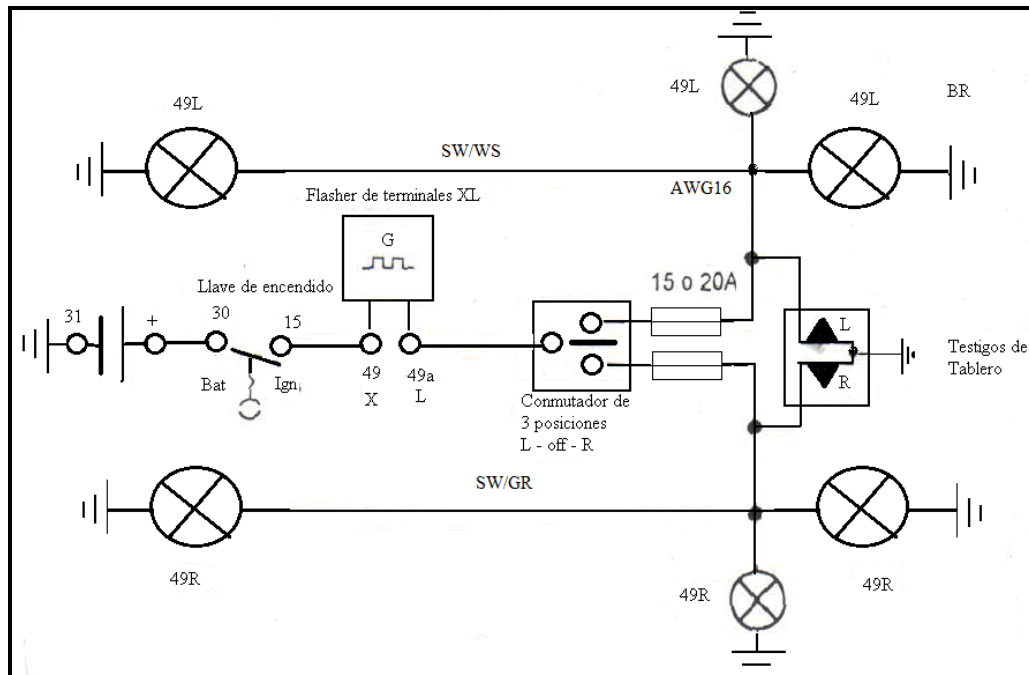 49L
49L
49L
BR
SW/WS
AWG16
Flasher de terminales XL
G
15 o 20A
Llave de encendido
31
+
30
15
L
R
Testigos de
Tablero
Bat
Ign.
49
X
49a
L
Conmutador de
3 posiciones
L - off - R
SW/GR
49R
49R
49R